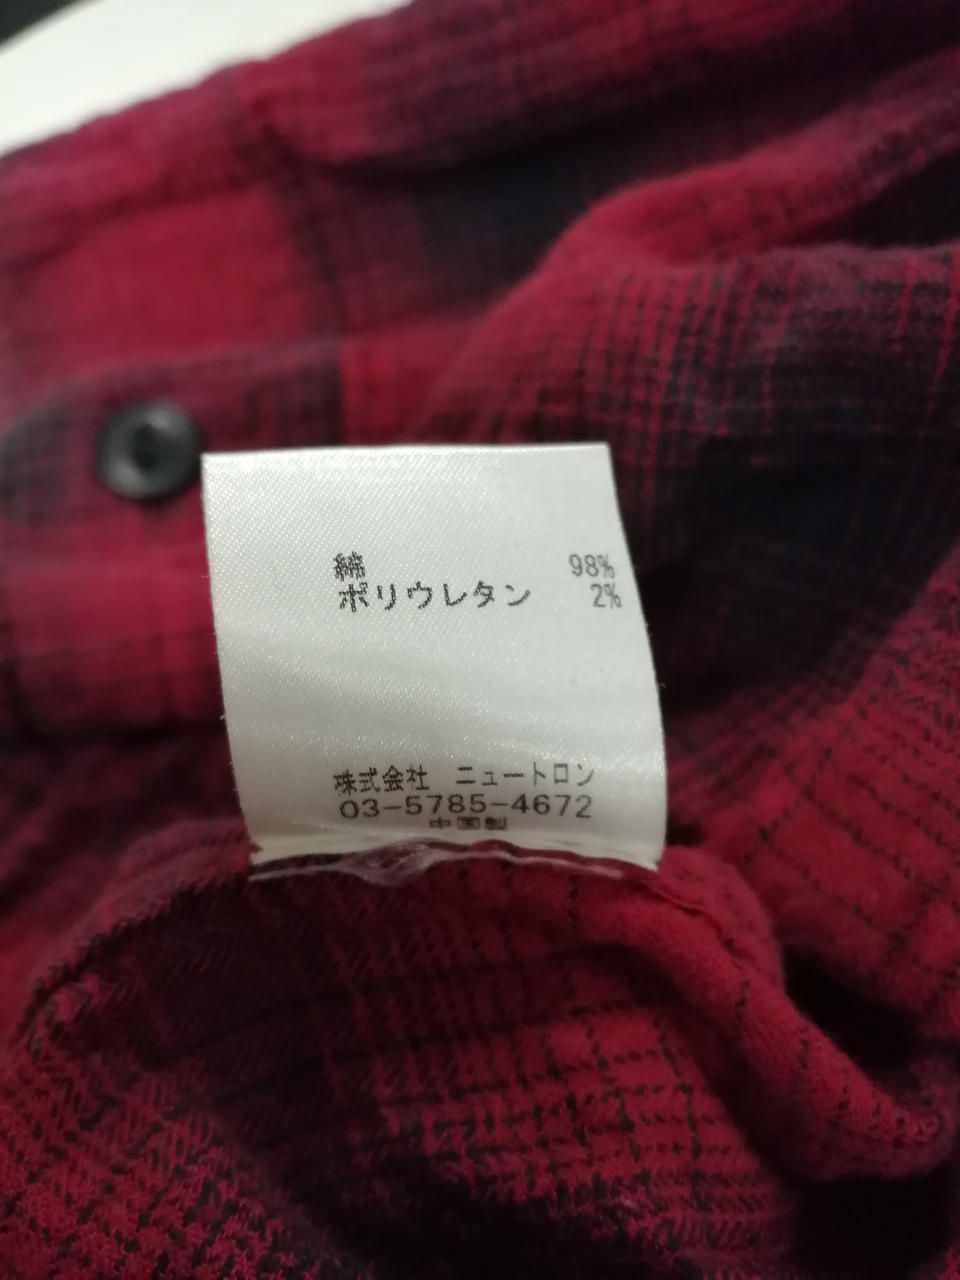 綿 98%
ポリウレタン 2%
株式会社 ニュートロン
03-5785-4672
中国製